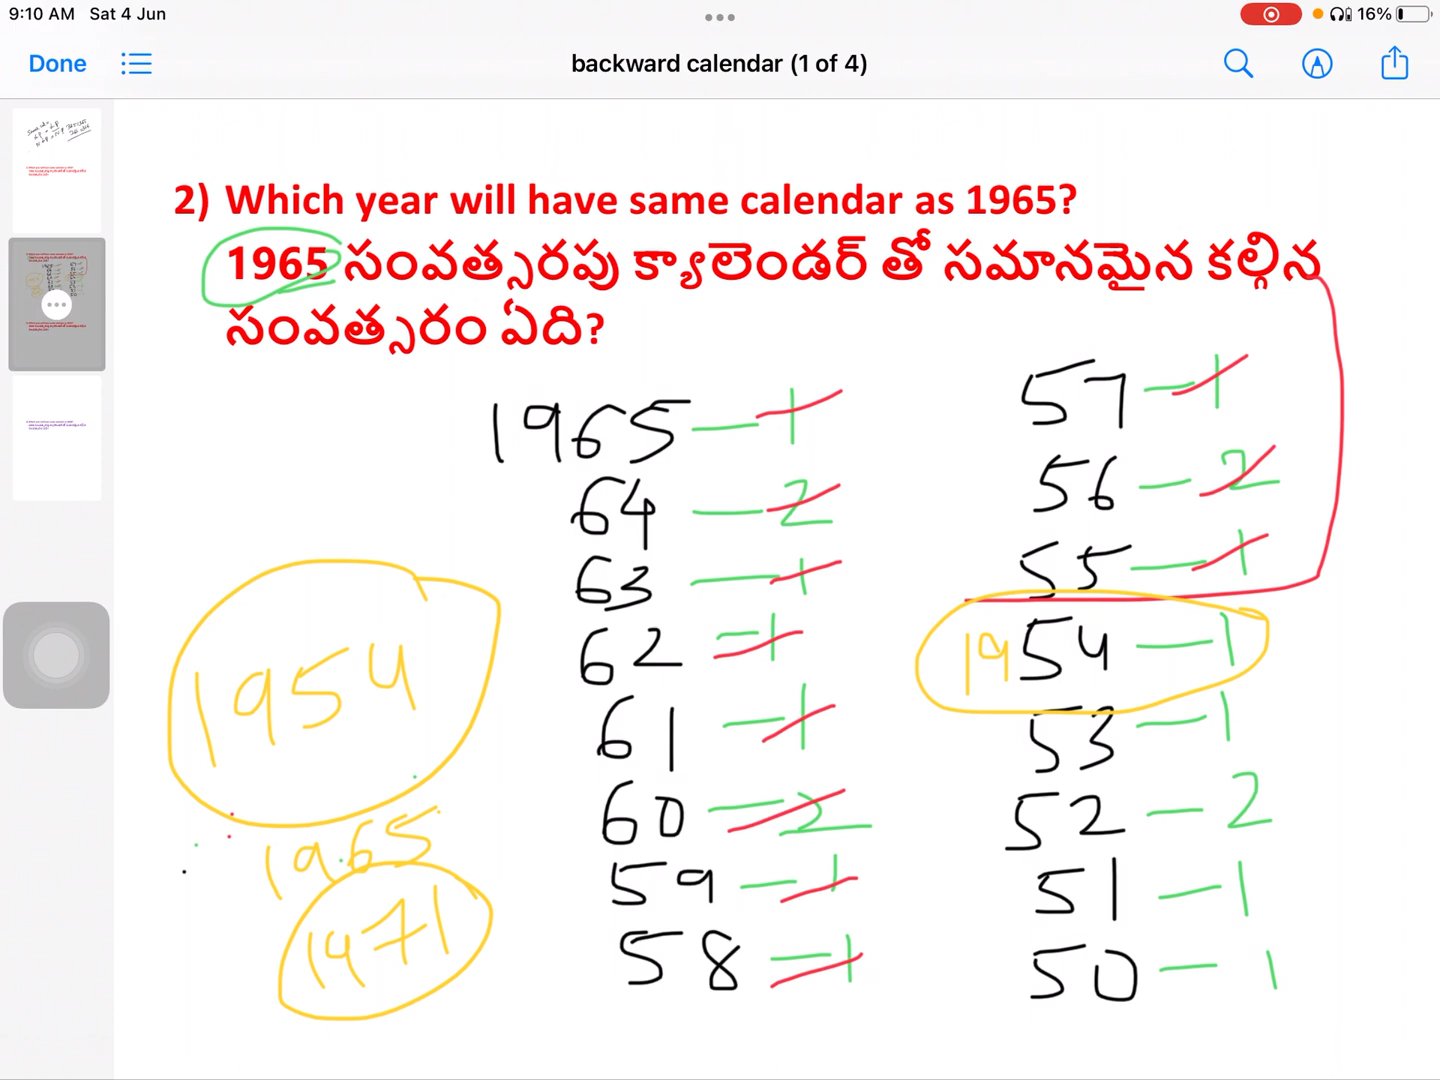 9:10 AM Sat 4 Jun
16%
Done
backward calendar (1 of 4)
2) Which year will have same calendar as 1965?
1965 సంవత్సరపు క్యాలెండర్ తో సమానమైన కల్గిన
సంవత్సరం ఏది?
1965 — 1
64 — 2
63 — 1
62 — 1
61 — 1
60 — 2
59 — 1
58 — 1
57 — 1
56 — 2
55 — 1
1954 — 1
53 — 1
52 — 2
51 — 1
50 — 1
1954
1965
1971